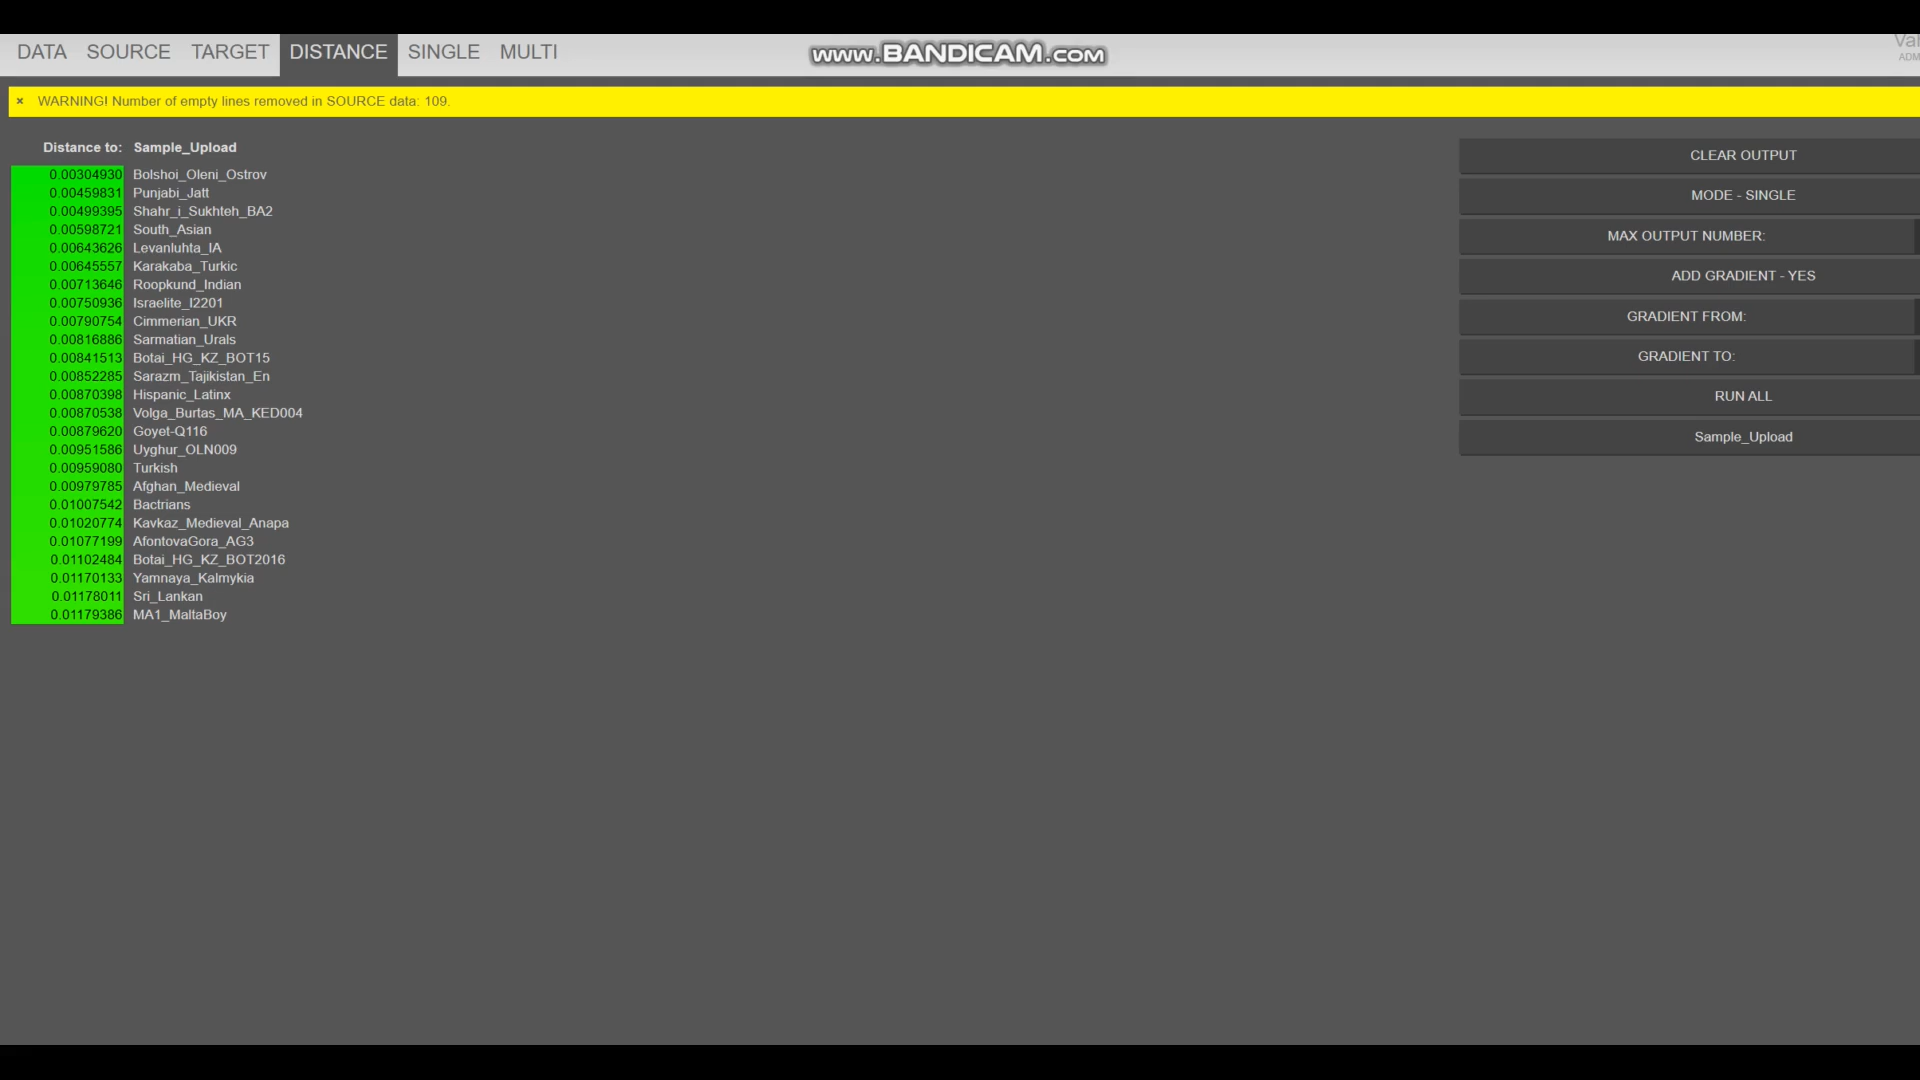 DATA SOURCE TARGET DISTANCE SINGLE MULTI
www.BANDICAM.com
× WARNING! Number of empty lines removed in SOURCE data: 109.
Distance to: Sample_Upload
0.00304930 Bolshoi_Oleni_Ostrov
0.00459831 Punjabi_Jatt
0.00499395 Shahr_i_Sukhteh_BA2
0.00598721 South_Asian
0.00643626 Levanluhta_IA
0.00645557 Karakaba_Turkic
0.00713646 Roopkund_Indian
0.00750936 Israelite_I2201
0.00790754 Cimmerian_UKR
0.00816886 Sarmatian_Urals
0.00841513 Botai_HG_KZ_BOT15
0.00852285 Sarazm_Tajikistan_En
0.00870398 Hispanic_Latinx
0.00870538 Volga_Burtas_MA_KED004
0.00879620 Goyet-Q116
0.00951586 Uyghur_OLN009
0.00959080 Turkish
0.00979785 Afghan_Medieval
0.01007542 Bactrians
0.01020774 Kavkaz_Medieval_Anapa
0.01077199 AfontovaGora_AG3
0.01102484 Botai_HG_KZ_BOT2016
0.01170133 Yamnaya_Kalmykia
0.01178011 Sri_Lankan
0.01179386 MA1_MaltaBoy
CLEAR OUTPUT
MODE - SINGLE
MAX OUTPUT NUMBER:
ADD GRADIENT - YES
GRADIENT FROM:
GRADIENT TO:
RUN ALL
Sample_Upload